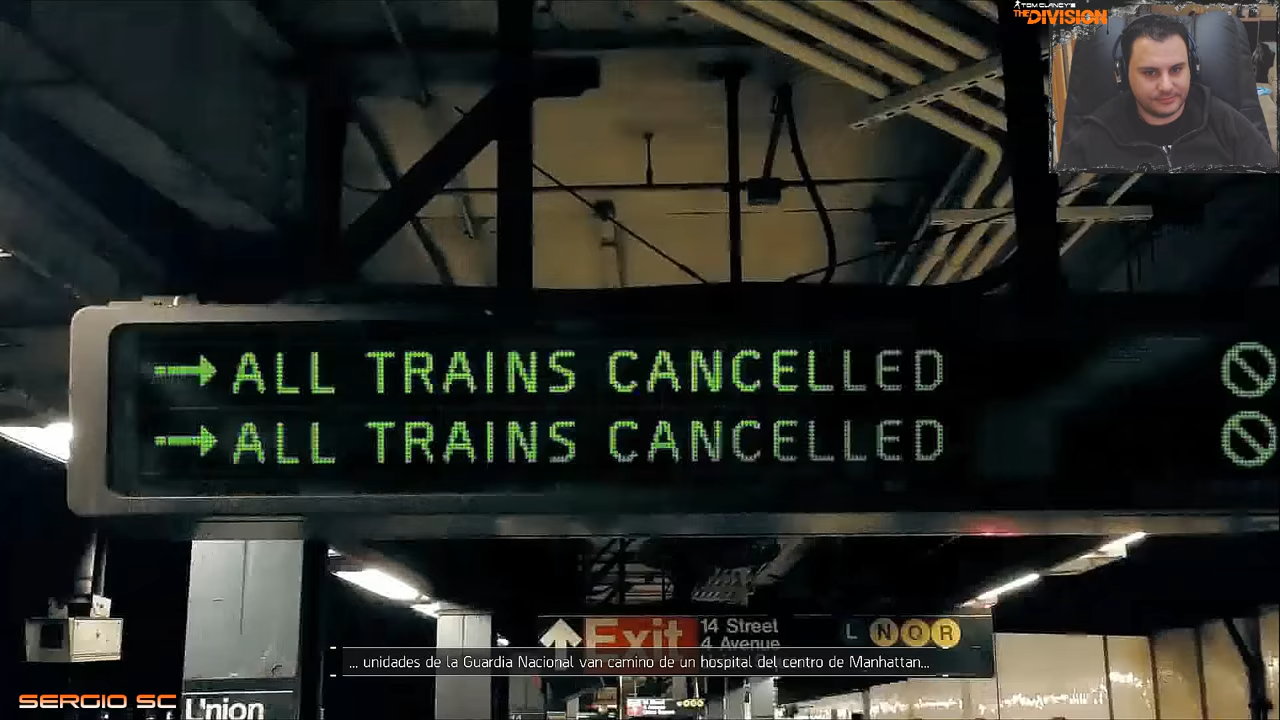 TOM CLANCY'S
THE DIVISION
→ ALL TRAINS CANCELLED
→ ALL TRAINS CANCELLED
Exit
14 Street
4 Avenue
L N Q R
... unidades de la Guardia Nacional van camino de un hospital del centro de Manhattan...
SERGIO SC
Union